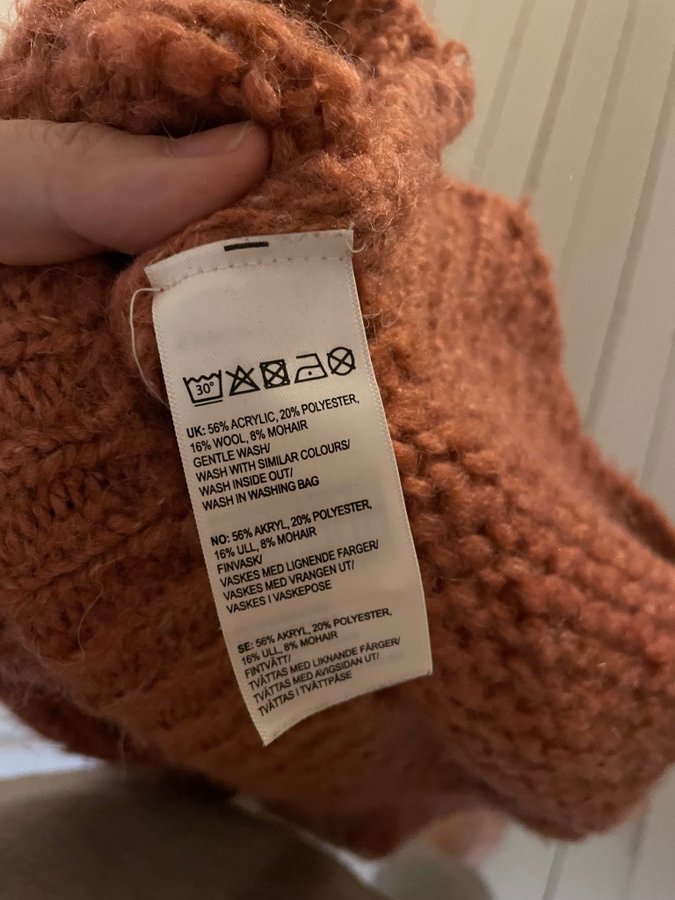 30°
UK: 56% ACRYLIC, 20% POLYESTER,
16% WOOL, 8% MOHAIR
GENTLE WASH/
WASH WITH SIMILAR COLOURS/
WASH INSIDE OUT/
WASH IN WASHING BAG
NO: 56% AKRYL, 20% POLYESTER,
16% ULL, 8% MOHAIR
FINVASK/
VASKES MED LIGNENDE FARGER/
VASKES MED VRANGEN UT/
VASKES I VASKEPOSE
SE: 56% AKRYL, 20% POLYESTER,
16% ULL, 8% MOHAIR
FINTVÄTT/
TVÄTTAS MED LIKNANDE FÄRGER/
TVÄTTAS MED AVIGSIDAN UT/
TVÄTTAS I TVÄTTPÅSE